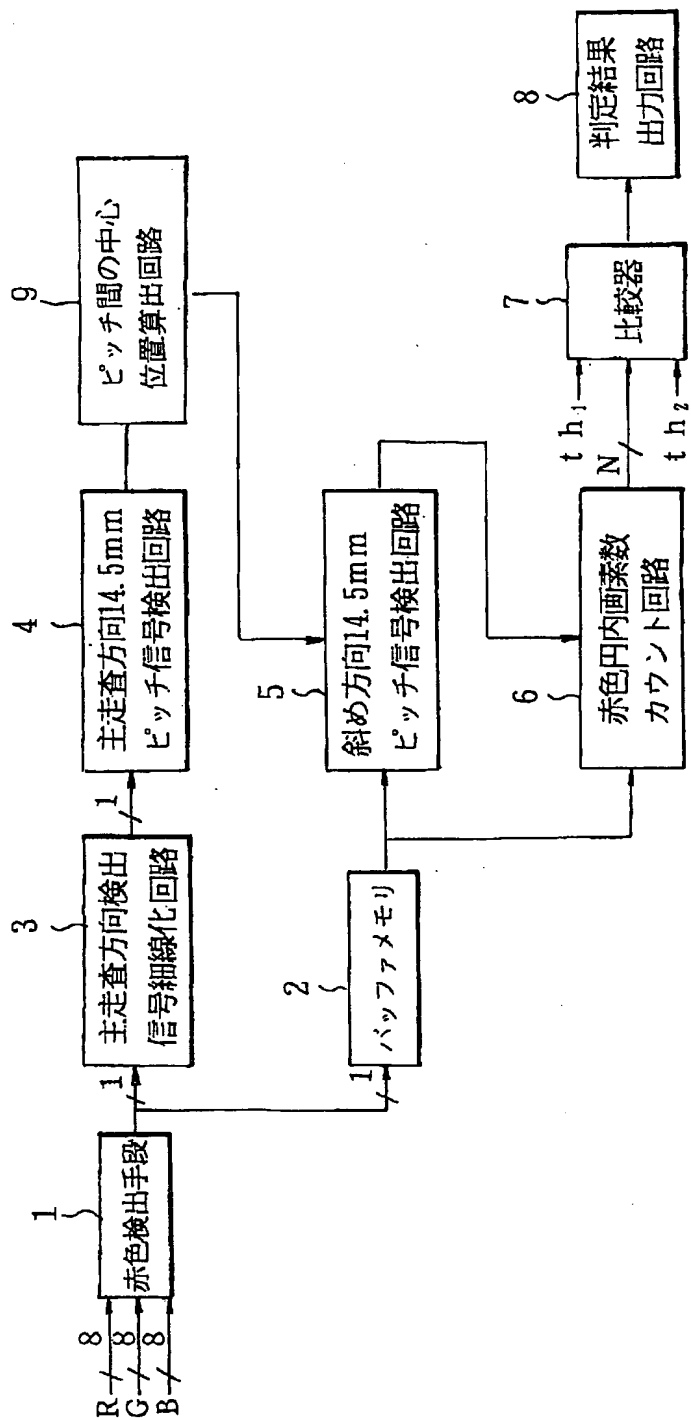 R
8
G
8
B
8
1
赤色検出手段
1
1
3
主走査方向検出
信号細線化回路
1
4
主走査方向14.5mm
ピッチ信号検出回路
9
ピッチ間の中心
位置算出回路
2
バッファメモリ
5
斜め方向14.5mm
ピッチ信号検出回路
6
赤色円内画素数
カウント回路
th1
N
th2
7
比較器
8
判定結果
出力回路